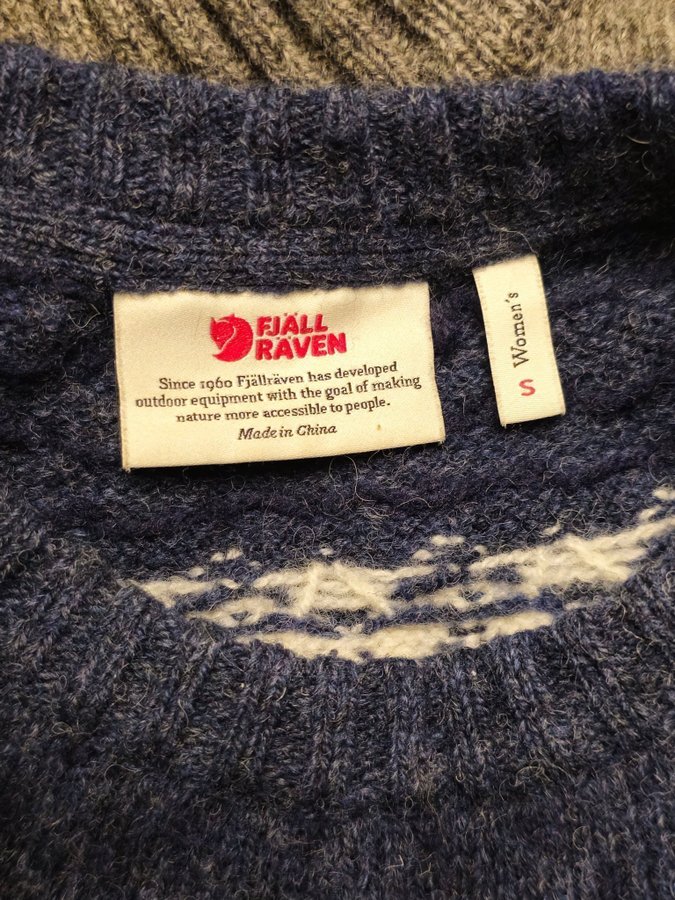 FJÄLL
RÄVEN
Since 1960 Fjällräven has developed
outdoor equipment with the goal of making
nature more accessible to people.
Made in China
Women's
S